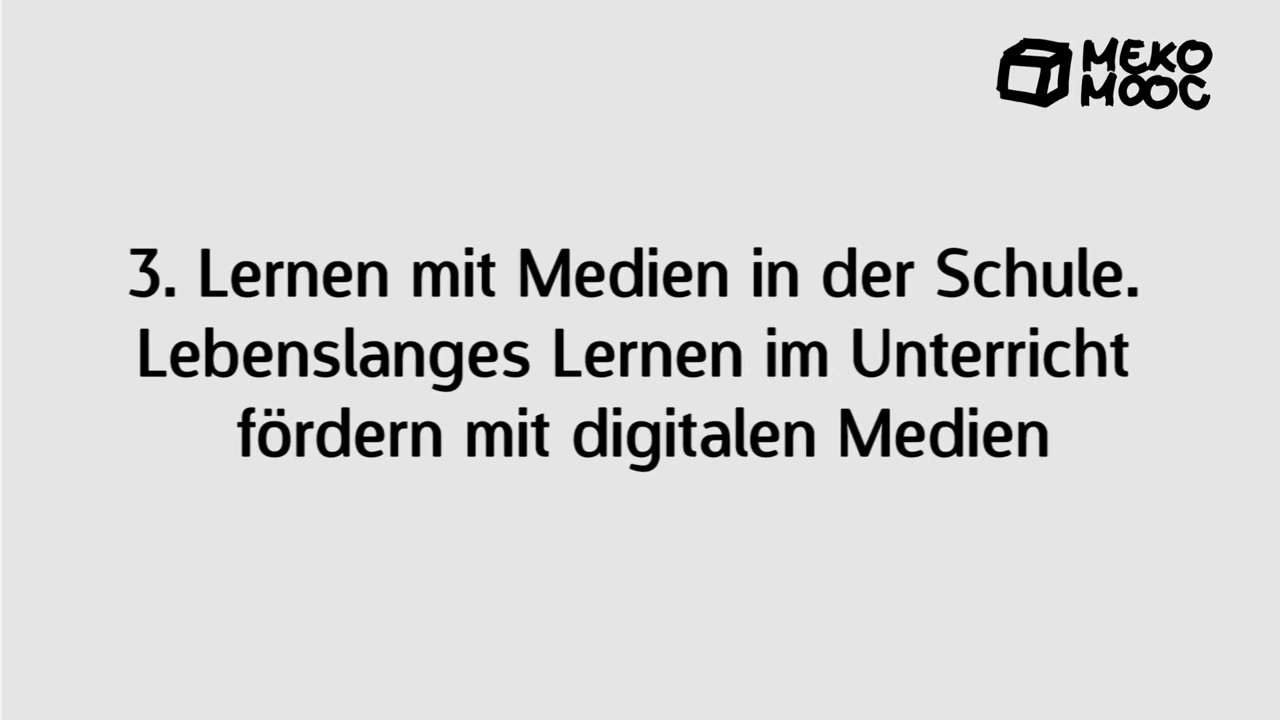 MEKO
MOOC
3. Lernen mit Medien in der Schule.
Lebenslanges Lernen im Unterricht
fördern mit digitalen Medien